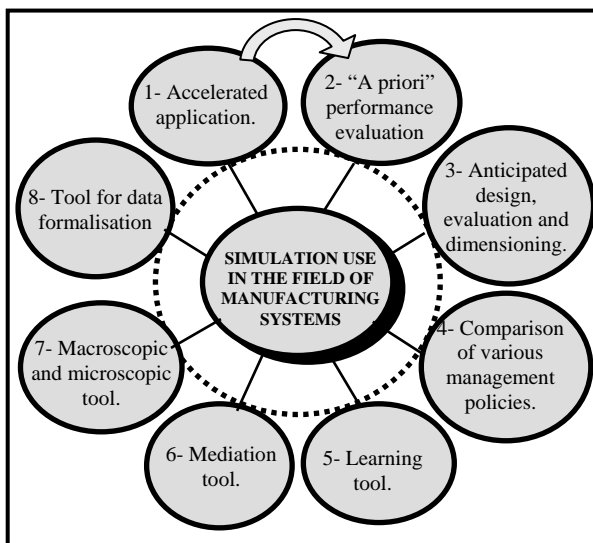 1- Accelerated
application.
2- “A priori”
performance
evaluation
3- Anticipated
design,
evaluation and
dimensioning.
4- Comparison
of various
management
policies.
5- Learning
tool.
6- Mediation
tool.
7- Macroscopic
and microscopic
tool.
8- Tool for data
formalisation
SIMULATION USE
IN THE FIELD OF
MANUFACTURING
SYSTEMS